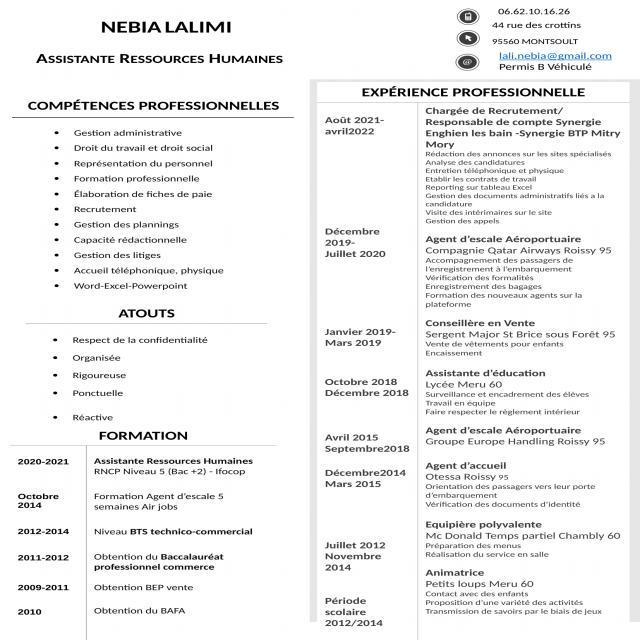 NEBIA LALIMI
ASSISTANTE RESSOURCES HUMAINES
06.62.10.16.26
44 rue des crottins
95560 MONTSOULT
lali.nebia@gmail.com
Permis B Véhiculé
COMPÉTENCES PROFESSIONNELLES
• Gestion administrative
• Droit du travail et droit social
• Représentation du personnel
• Formation professionnelle
• Élaboration de fiches de paie
• Recrutement
• Gestion des plannings
• Capacité rédactionnelle
• Gestion des litiges
• Accueil téléphonique, physique
• Word-Excel-Powerpoint
ATOUTS
• Respect de la confidentialité
• Organisée
• Rigoureuse
• Ponctuelle
• Réactive
FORMATION
2020-2021
Assistante Ressources Humaines
RNCP Niveau 5 (Bac +2) - Ifocop
Octobre
2014
Formation Agent d'escale 5
semaines Air jobs
2012-2014
Niveau BTS technico-commercial
2011-2012
Obtention du Baccalauréat
professionnel commerce
2009-2011
Obtention BEP vente
2010
Obtention du BAFA
EXPÉRIENCE PROFESSIONNELLE
Août 2021-
avril2022
Chargée de Recrutement/
Responsable de compte Synergie
Enghien les bain -Synergie BTP Mitry
Mory
Rédaction des annonces sur les sites spécialisés
Analyse des candidatures
Entretien téléphonique et physique
Etablir les contrats de travail
Reporting sur tableau Excel
Gestion des documents administratifs liés a la
candidature
Visite des intérimaires sur le site
Gestion des appels
Décembre
2019-
Juillet 2020
Agent d'escale Aéroportuaire
Compagnie Qatar Airways Roissy 95
Accompagnement des passagers de
l'enregistrement à l'embarquement
Vérification des formalités
Enregistrement des bagages
Formation des nouveaux agents sur la
plateforme
Janvier 2019-
Mars 2019
Conseillère en Vente
Sergent Major St Brice sous Forêt 95
Vente de vêtements pour enfants
Encaissement
Octobre 2018
Décembre 2018
Assistante d'éducation
Lycée Meru 60
Surveillance et encadrement des élèves
Travail en équipe
Faire respecter le règlement intérieur
Avril 2015
Septembre2018
Agent d'escale Aéroportuaire
Groupe Europe Handling Roissy 95
Décembre2014
Mars 2015
Agent d'accueil
Otessa Roissy 95
Orientation des passagers vers leur porte
d'embarquement
Vérification des documents d'identité
Juillet 2012
Novembre
2014
Equipière polyvalente
Mc Donald Temps partiel Chambly 60
Préparation des menus
Réalisation du service en salle
Période
scolaire
2012/2014
Animatrice
Petits loups Meru 60
Contact avec des enfants
Proposition d'une variété des activités
Transmission de savoirs par le biais de jeux